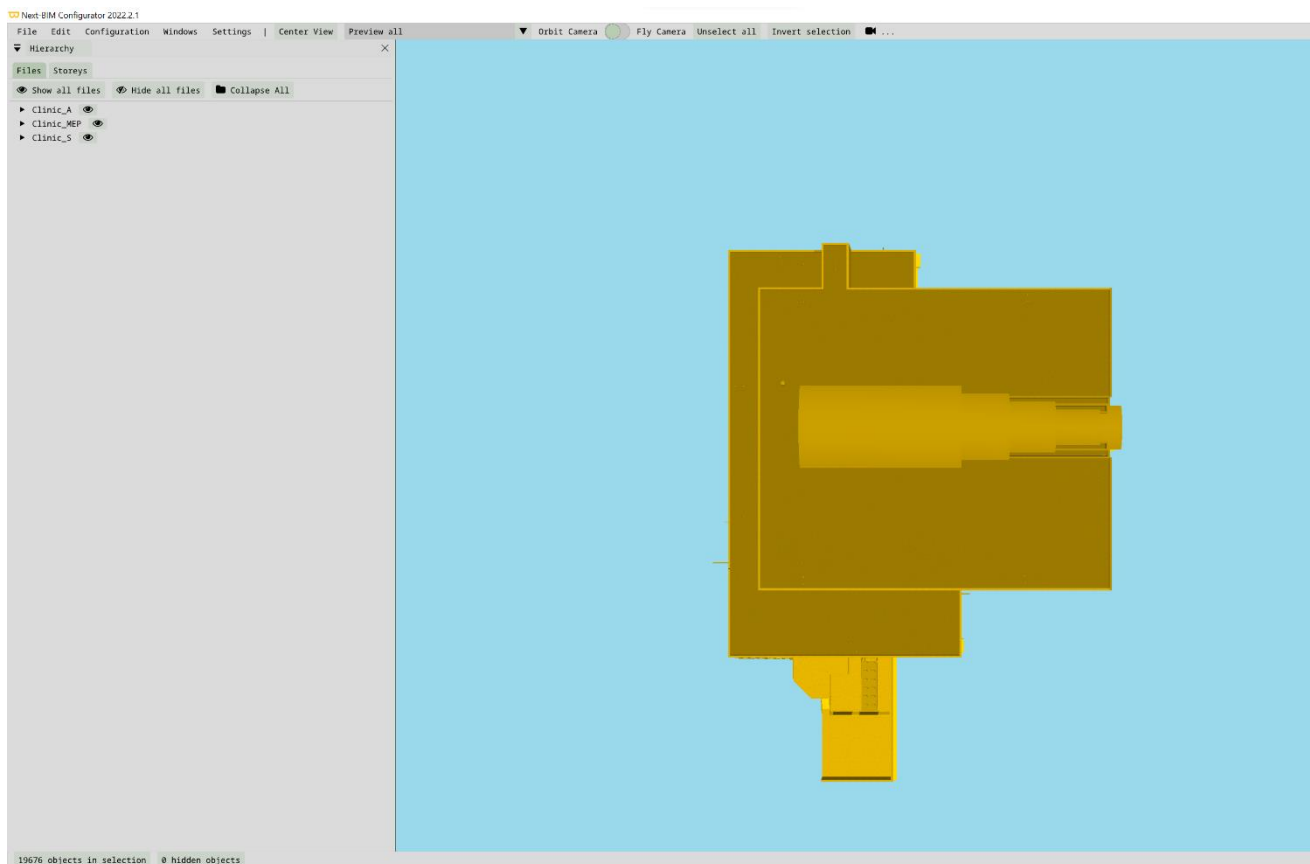 Next-BIM Configurator 2022.2.1
File Edit Configuration Windows Settings | Center View Preview all Orbit Camera Fly Camera Unselect all Invert selection ...
Hierarchy
Files Storeys
Show all files Hide all files Collapse All
Clinic_A
Clinic_MEP
Clinic_S
19676 objects in selection 0 hidden objects